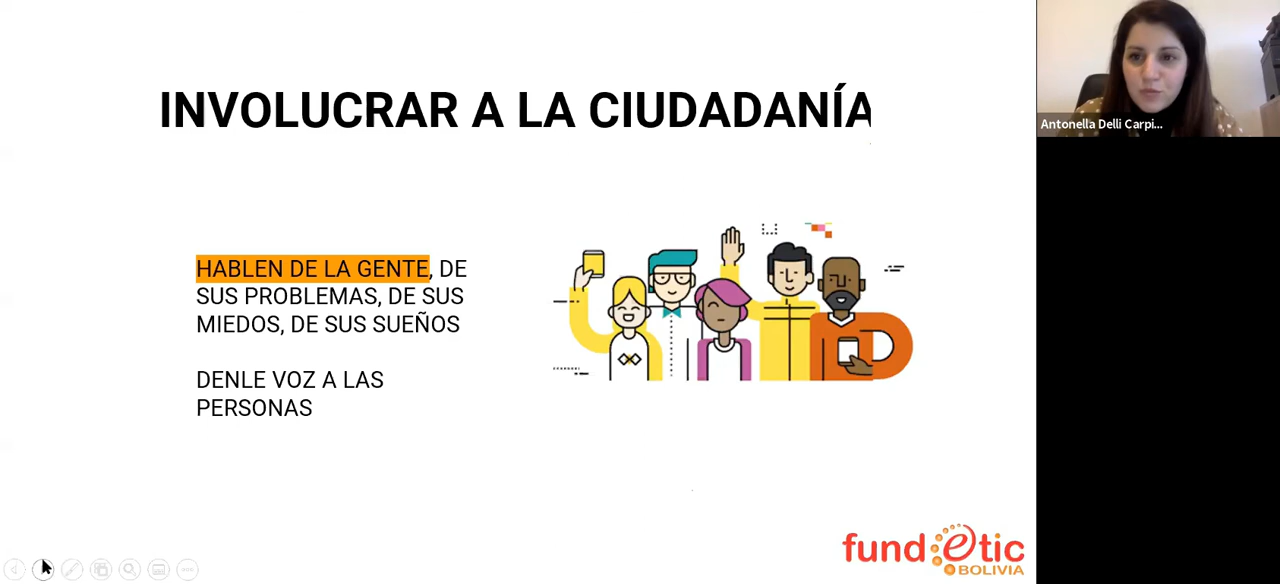 INVOLUCRAR A LA CIUDADANÍA
HABLEN DE LA GENTE, DE
SUS PROBLEMAS, DE SUS
MIEDOS, DE SUS SUEÑOS
DENLE VOZ A LAS
PERSONAS
fundetic
BOLIVIA
Antonella Delli Carpi...